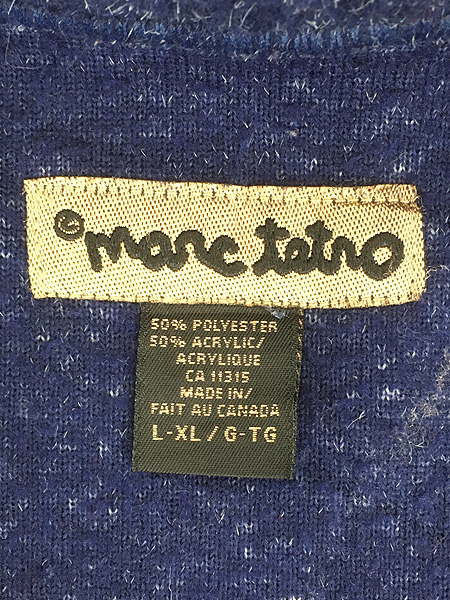 © marc tetro
50% POLYESTER
50% ACRYLIC/
ACRYLIQUE
CA 11315
MADE IN/
FAIT AU CANADA
L-XL / G-TG